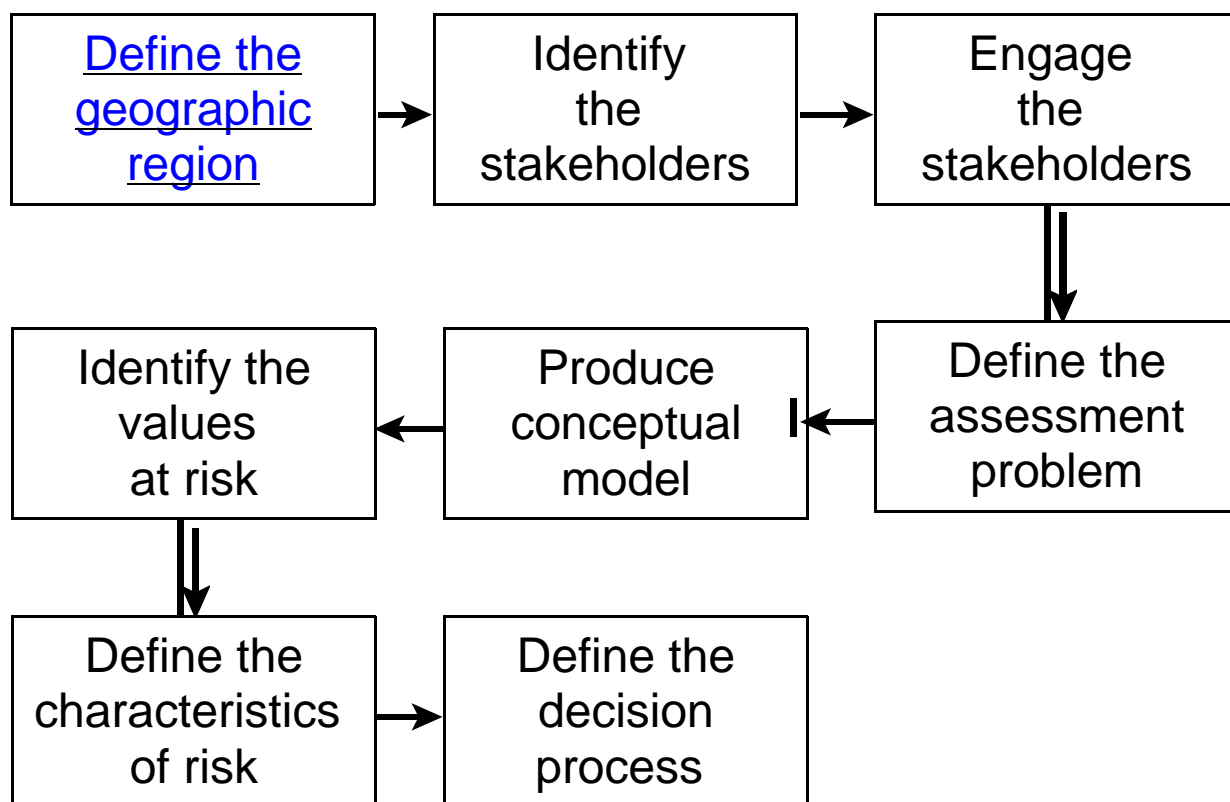 Define the
geographic
region
Identify
the
stakeholders
Engage
the
stakeholders
Define the
assessment
problem
Produce
conceptual
model
Identify the
values
at risk
Define the
characteristics
of risk
Define the
decision
process